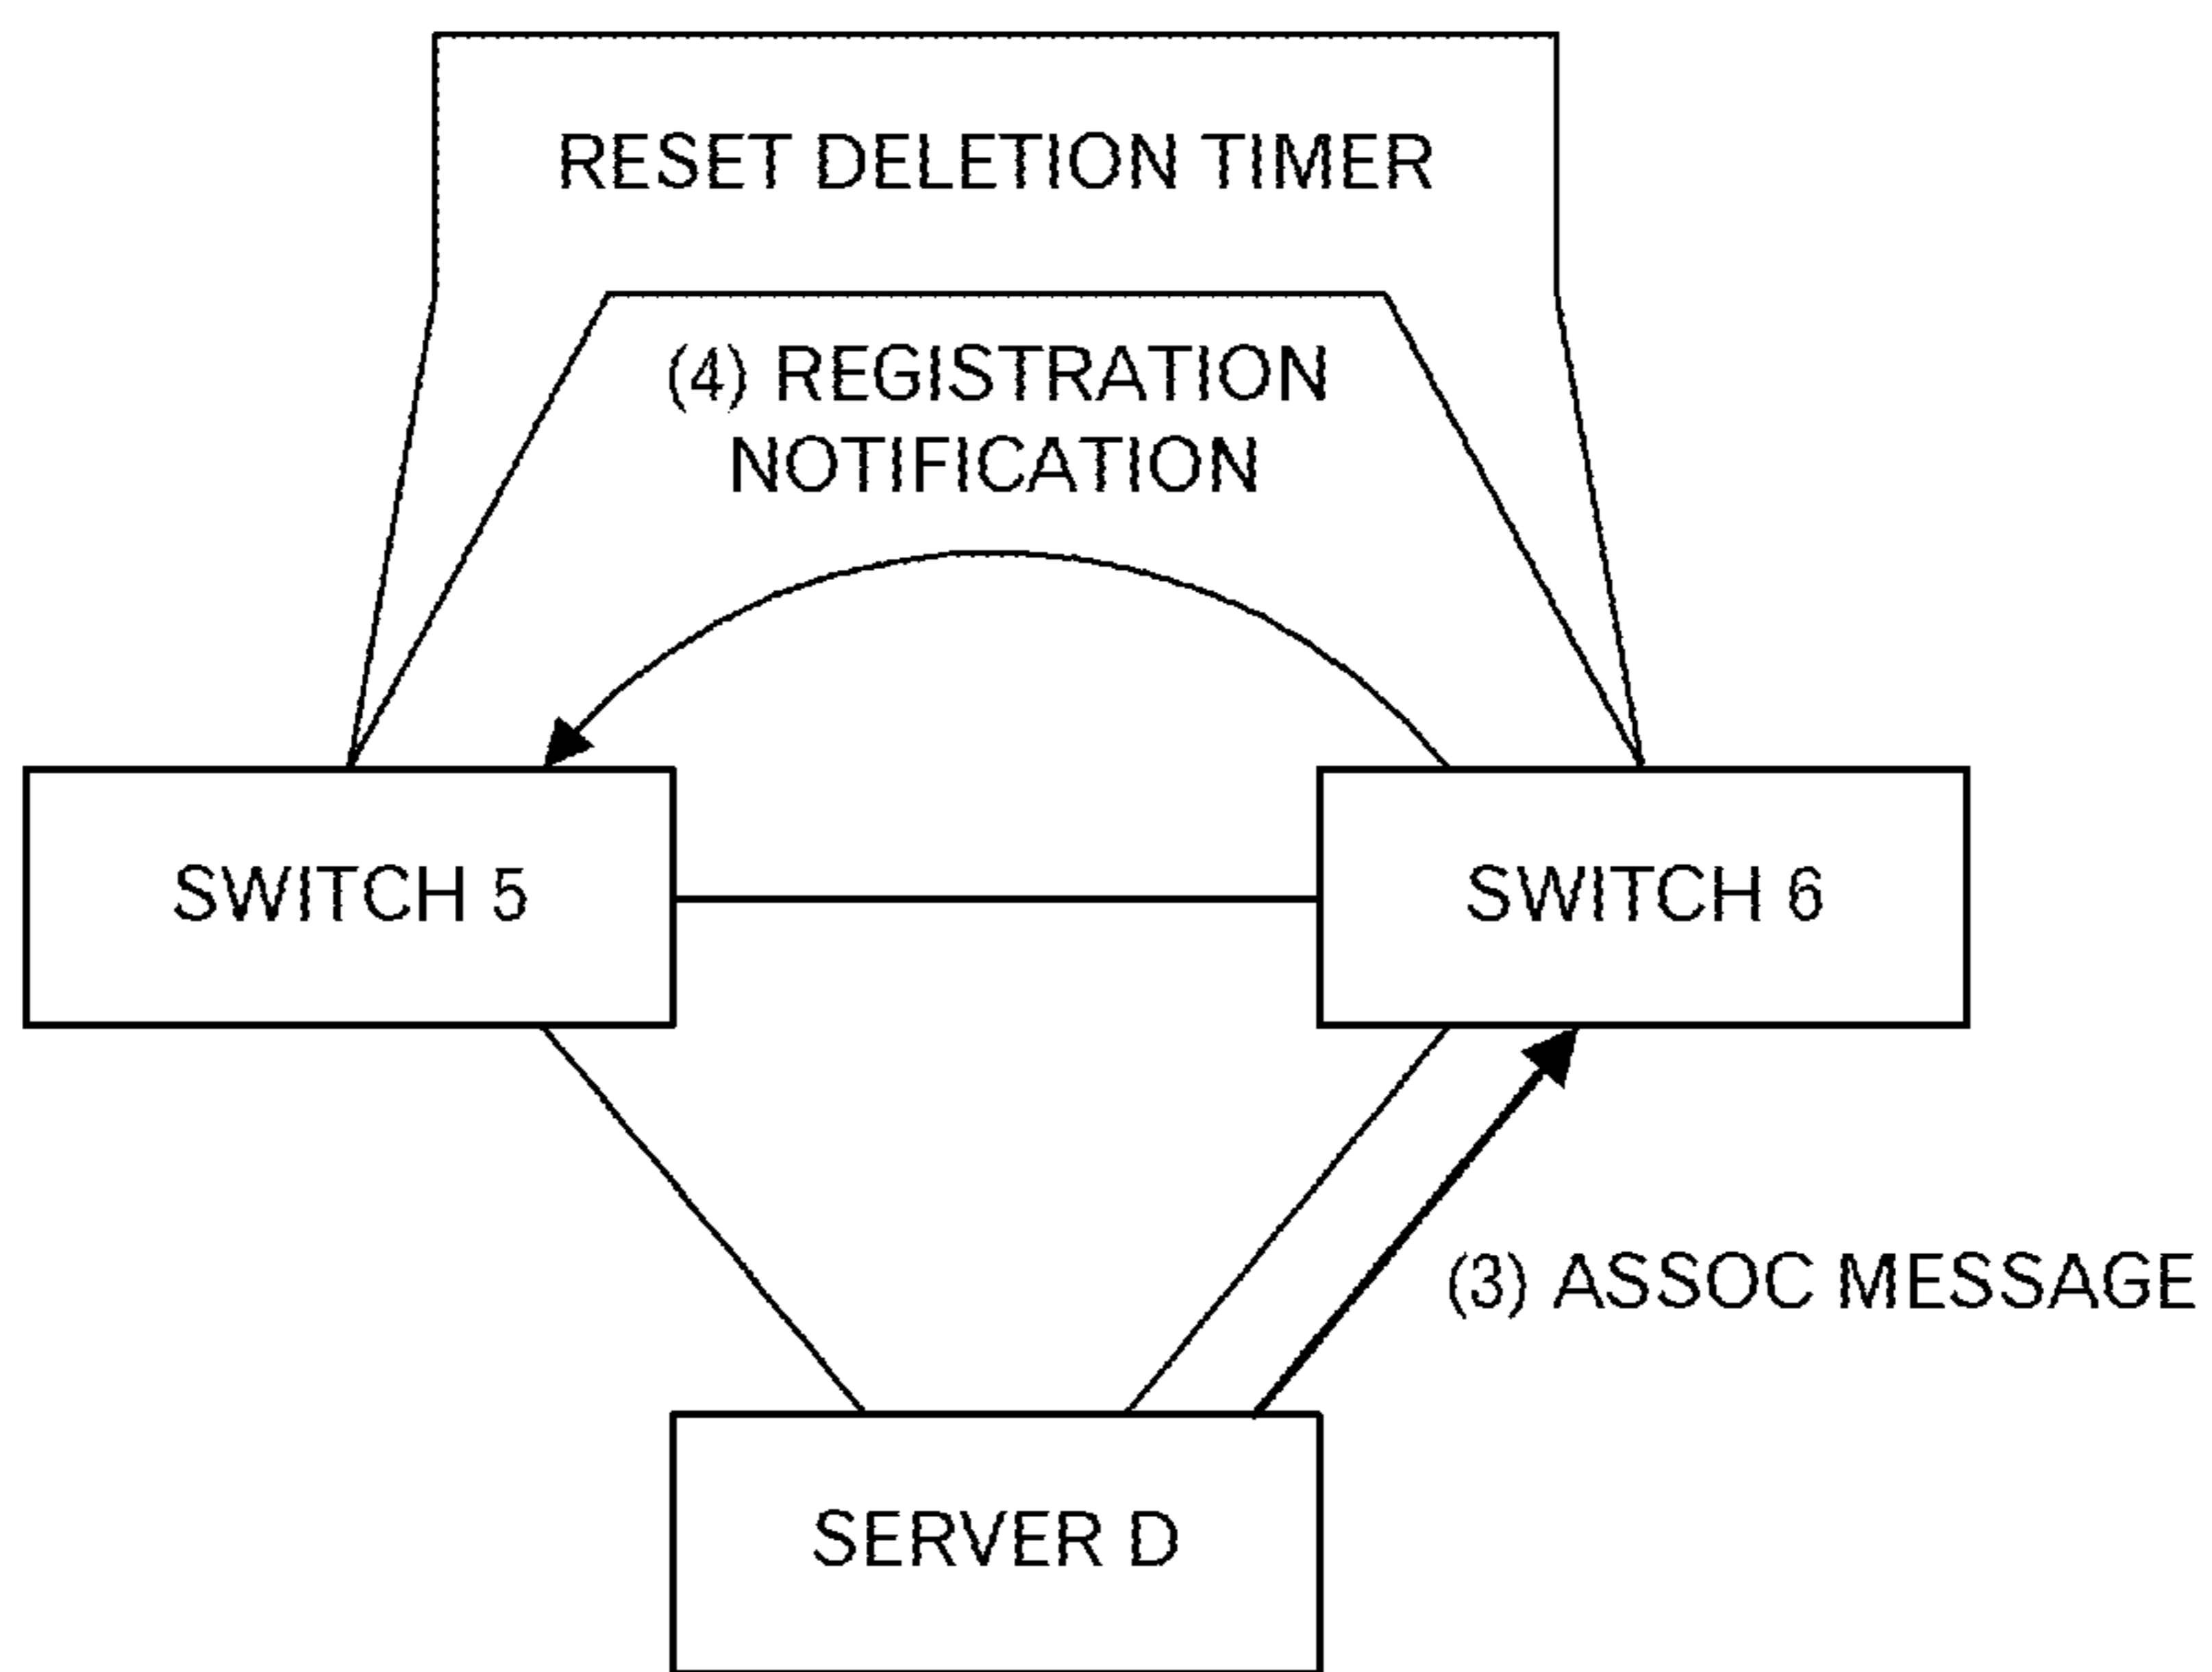 RESET DELETION TIMER
(4) REGISTRATION
NOTIFICATION
SWITCH 5
SWITCH 6
(3) ASSOC MESSAGE
SERVER D